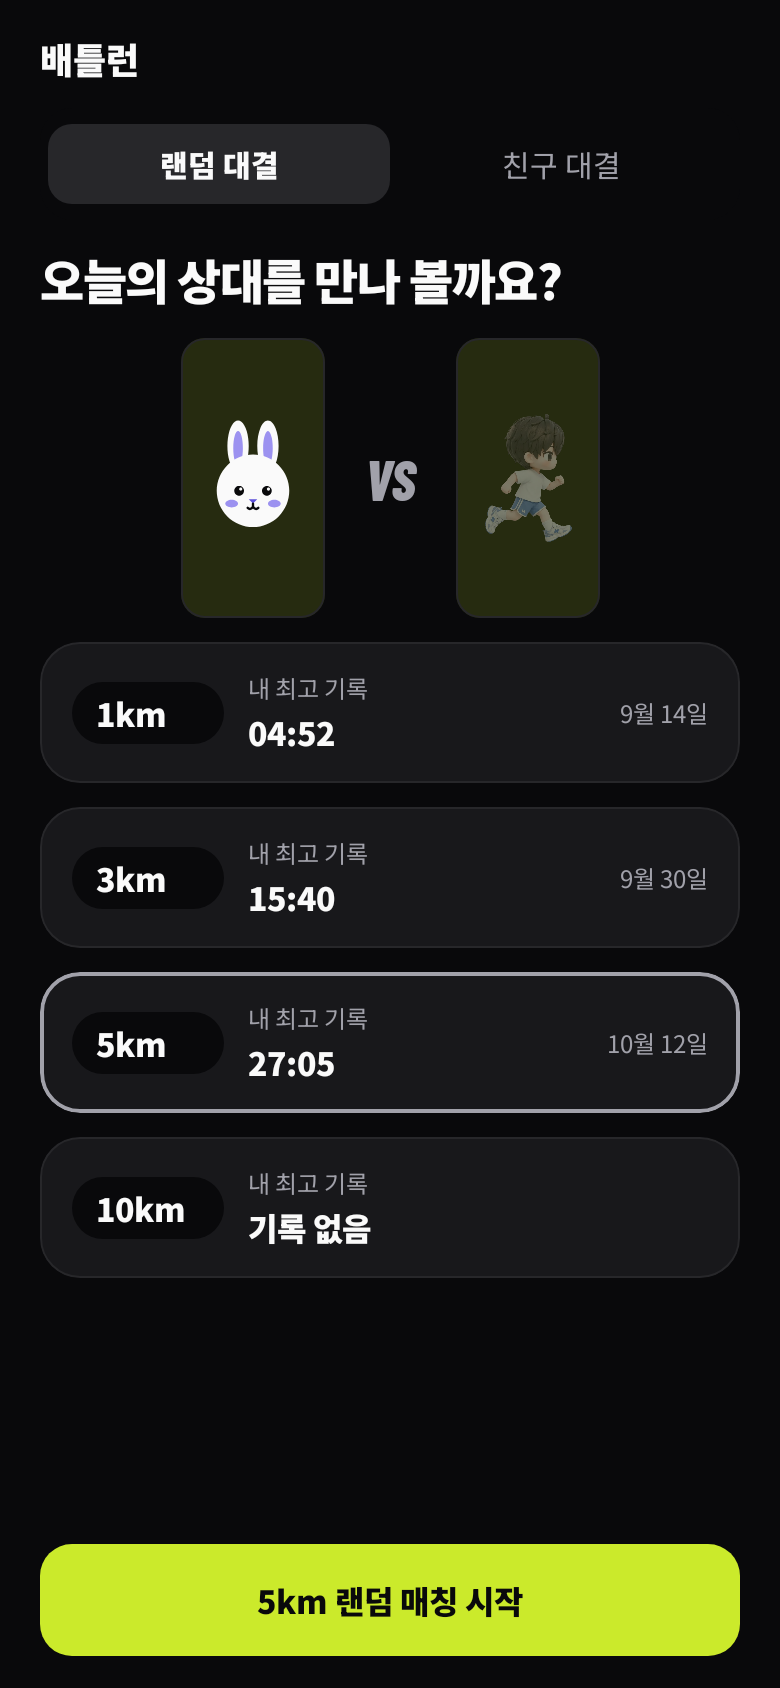 배틀런
랜덤 대결
친구 대결
오늘의 상대를 만나 볼까요?
VS
1km
내 최고 기록
04:52
9월 14일
3km
내 최고 기록
15:40
9월 30일
5km
내 최고 기록
27:05
10월 12일
10km
내 최고 기록
기록 없음
5km 랜덤 매칭 시작